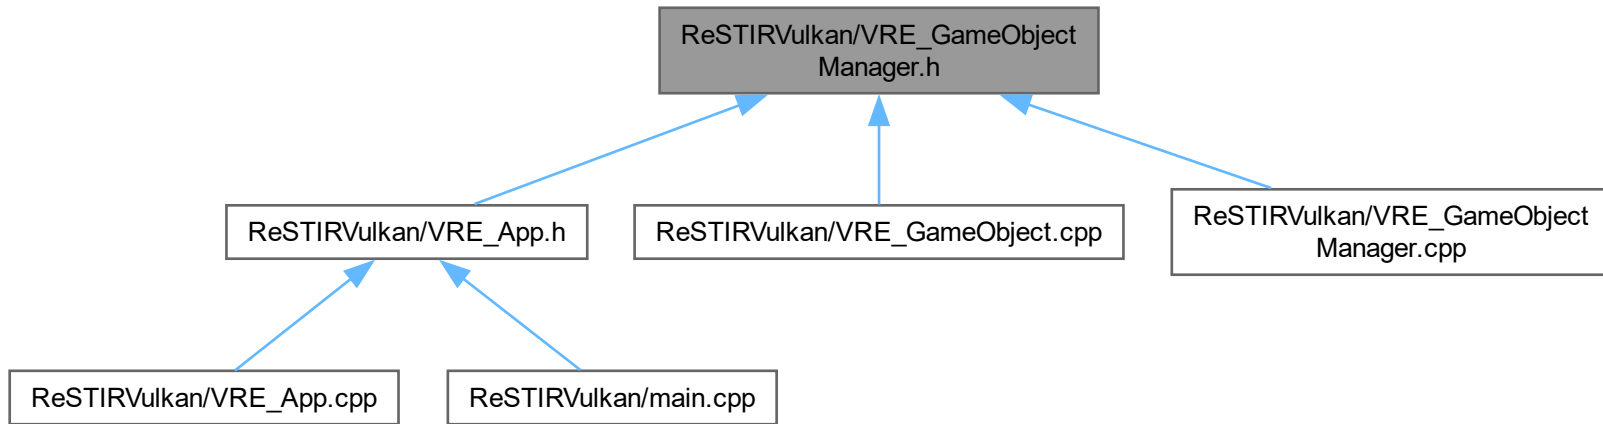 ReSTIRVulkan/VRE_GameObject
Manager.h
ReSTIRVulkan/VRE_App.h
ReSTIRVulkan/VRE_GameObject.cpp
ReSTIRVulkan/VRE_GameObject
Manager.cpp
ReSTIRVulkan/VRE_App.cpp
ReSTIRVulkan/main.cpp